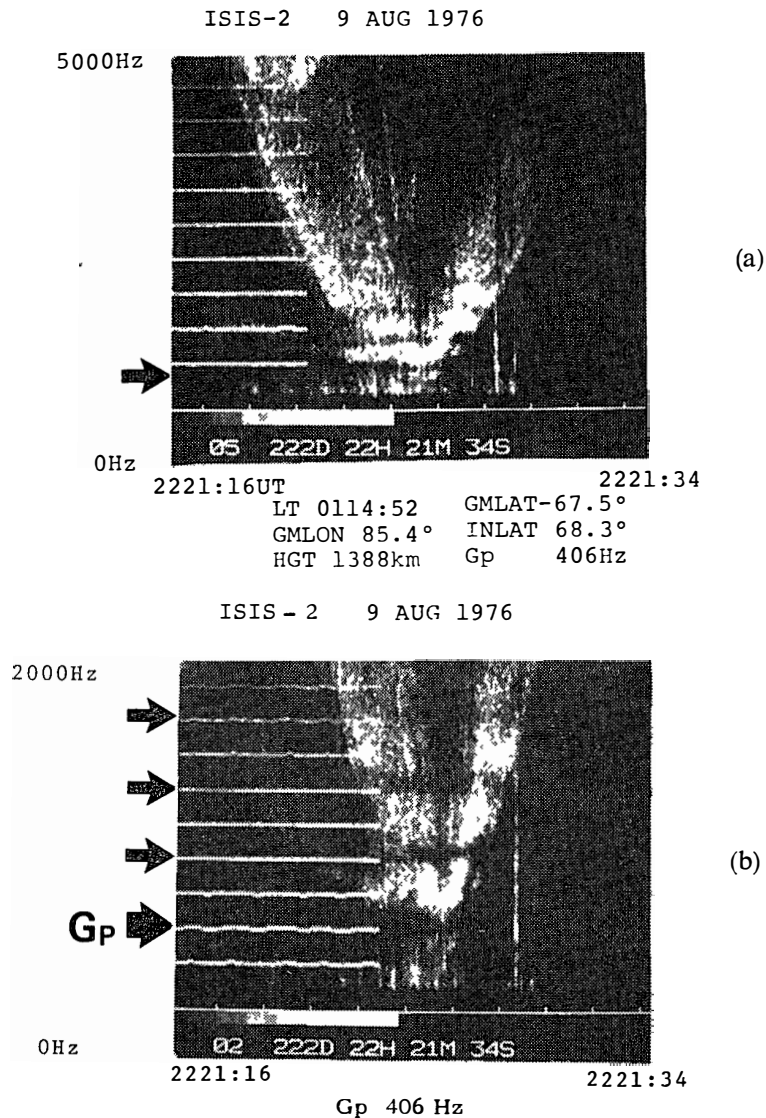 ISIS-2 9 AUG 1976
5000Hz
(a)
05 222D 22H 21M 34S
0Hz
2221:16UT 2221:34
LT 0114:52 GMLAT-67.5°
GMLON 85.4° INLAT 68.3°
HGT 1388km Gp 406Hz
ISIS-2 9 AUG 1976
2000Hz
(b)
GP
02 222D 22H 21M 34S
0Hz
2221:16 2221:34
Gp 406 Hz